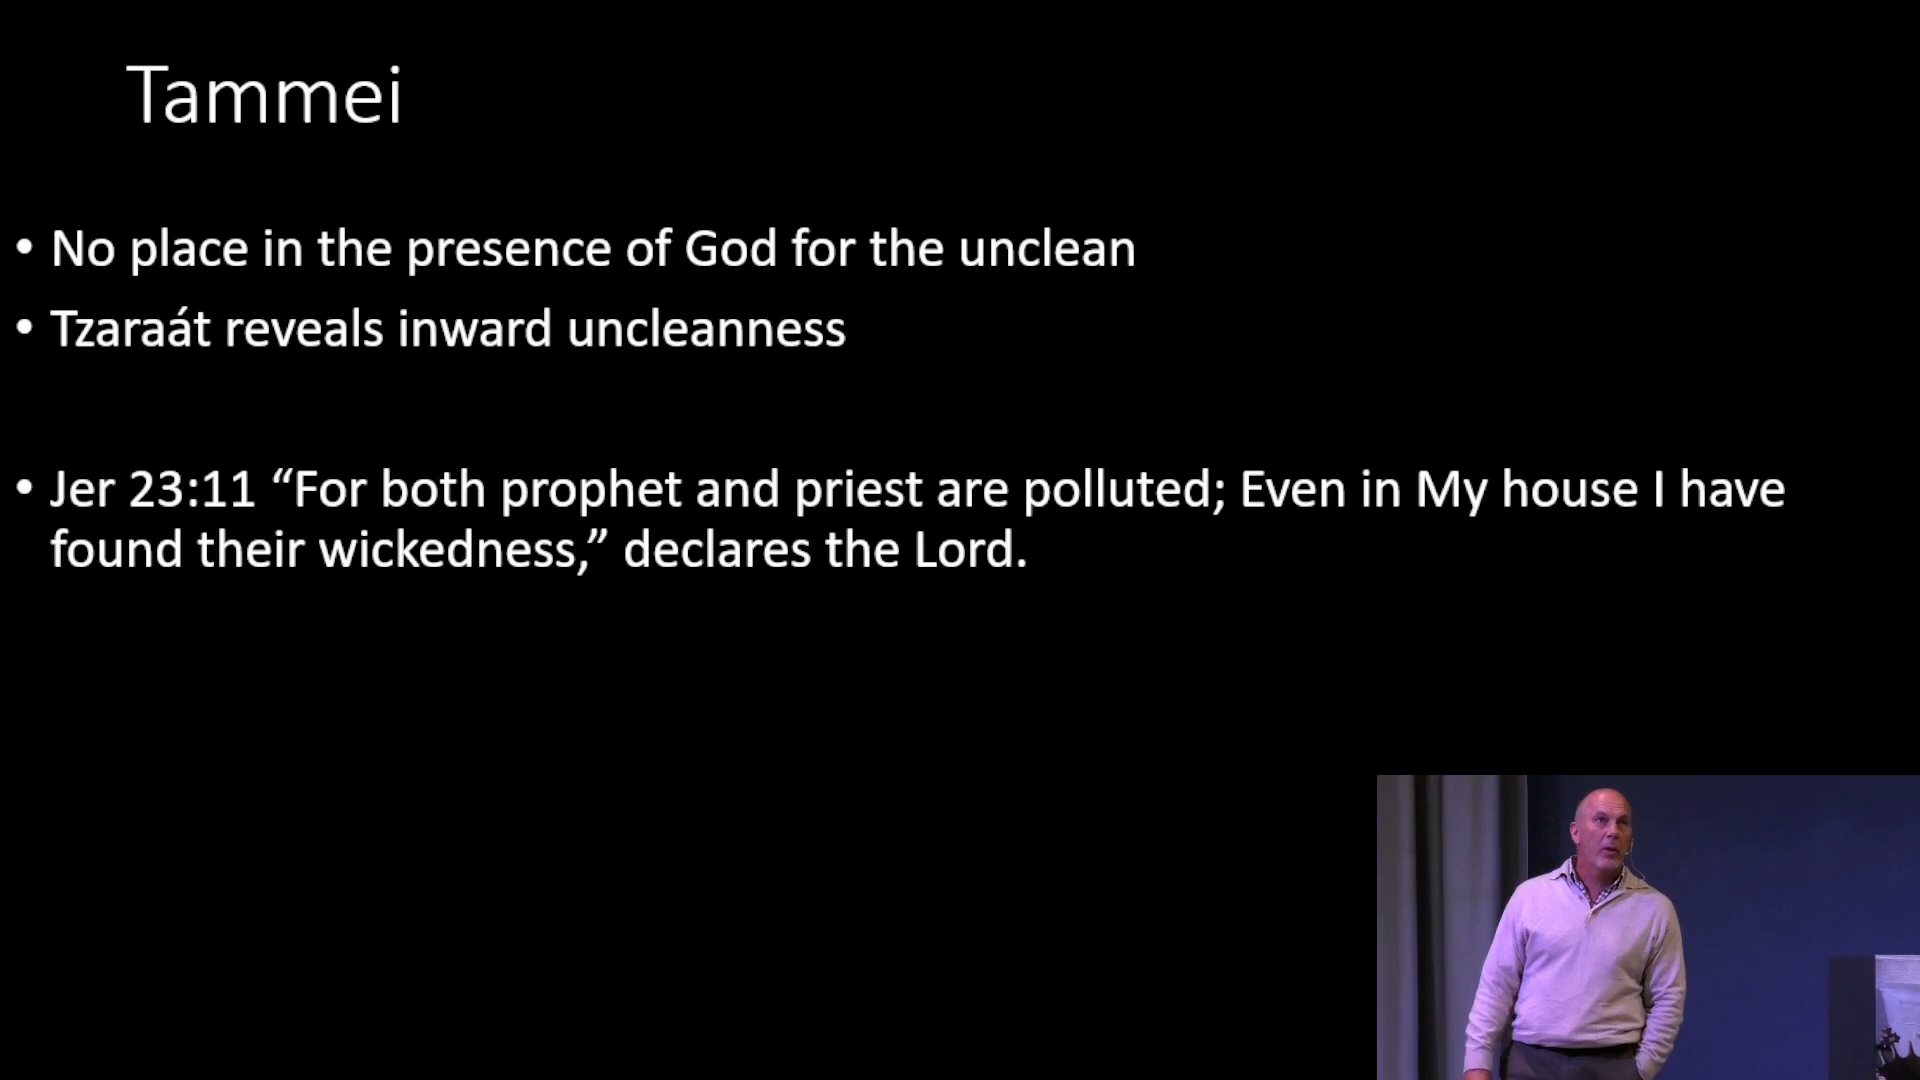 Tammei
• No place in the presence of God for the unclean
• Tzaraát reveals inward uncleanness
• Jer 23:11 “For both prophet and priest are polluted; Even in My house I have
found their wickedness,” declares the Lord.